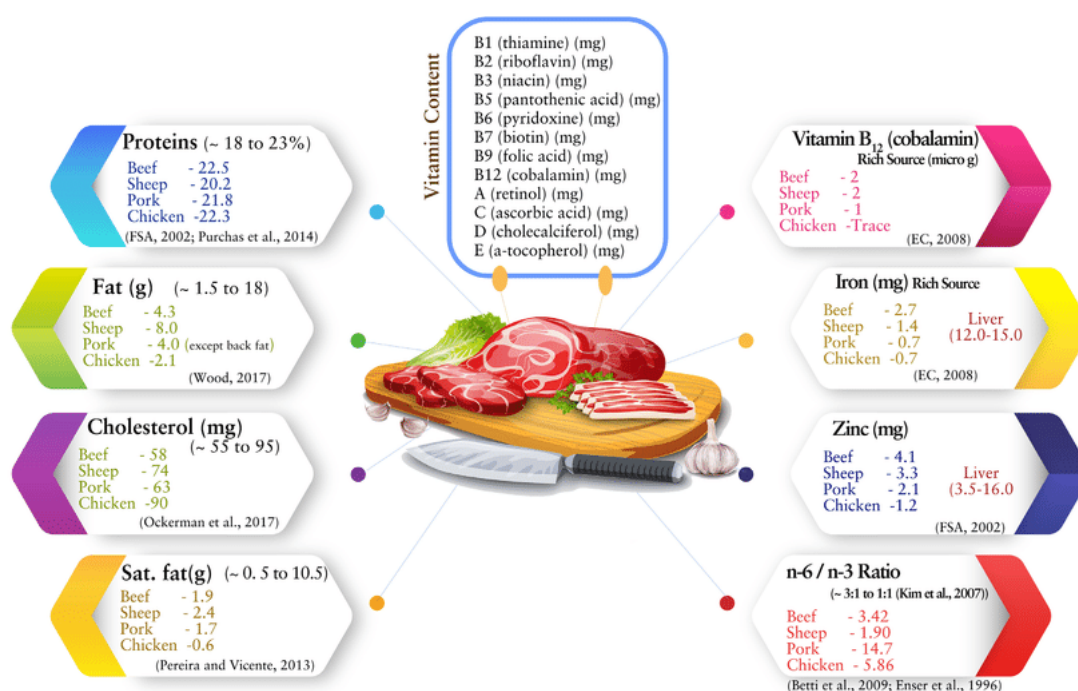 Vitamin Content
B1 (thiamine) (mg)
B2 (riboflavin) (mg)
B3 (niacin) (mg)
B5 (pantothenic acid) (mg)
B6 (pyridoxine) (mg)
B7 (biotin) (mg)
B9 (folic acid) (mg)
B12 (cobalamin) (mg)
A (retinol) (mg)
C (ascorbic acid) (mg)
D (cholecalciferol) (mg)
E (a-tocopherol) (mg)
Proteins (~ 18 to 23%)
Beef - 22.5
Sheep - 20.2
Pork - 21.8
Chicken -22.3
(FSA, 2002; Purchas et al., 2014)
Fat (g) (~ 1.5 to 18)
Beef - 4.3
Sheep - 8.0
Pork - 4.0 (except back fat)
Chicken -2.1
(Wood, 2017)
Cholesterol (mg)
(~ 55 to 95)
Beef - 58
Sheep - 74
Pork - 63
Chicken -90
(Ockerman et al., 2017)
Sat. fat(g) (~ 0. 5 to 10.5)
Beef - 1.9
Sheep - 2.4
Pork - 1.7
Chicken -0.6
(Pereira and Vicente, 2013)
Vitamin B12 (cobalamin)
Rich Source (micro g)
Beef - 2
Sheep - 2
Pork - 1
Chicken -Trace
(EC, 2008)
Iron (mg) Rich Source
Beef - 2.7
Sheep - 1.4
Pork - 0.7
Chicken -0.7
Liver
(12.0-15.0
(EC, 2008)
Zinc (mg)
Beef - 4.1
Sheep - 3.3
Pork - 2.1
Chicken -1.2
Liver
(3.5-16.0
(FSA, 2002)
n-6 / n-3 Ratio
(~ 3:1 to 1:1 (Kim et al., 2007))
Beef - 3.42
Sheep - 1.90
Pork - 14.7
Chicken - 5.86
(Betti et al., 2009; Enser et al., 1996)